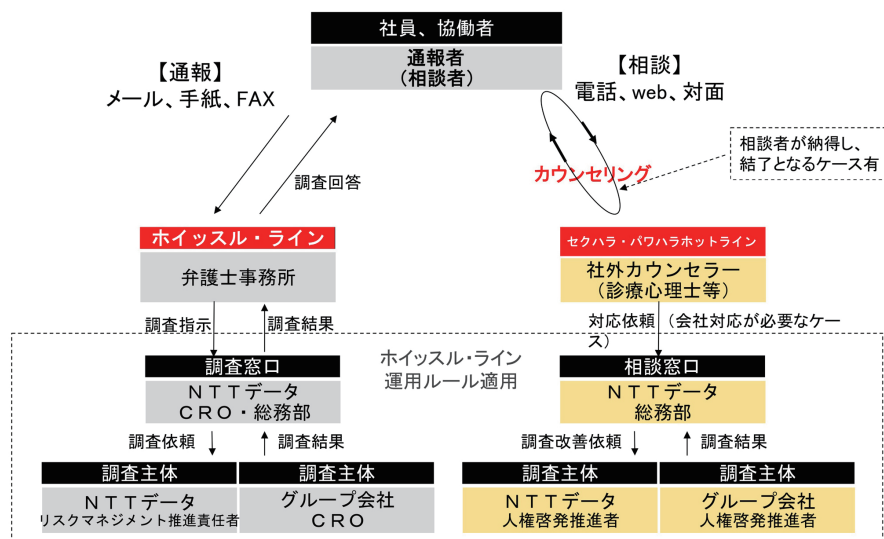 社員、協働者
通報者
(相談者)
【通報】
メール、手紙、FAX
【相談】
電話、web、対面
相談者が納得し、
結了となるケース有
カウンセリング
調査回答
ホイッスル・ライン
弁護士事務所
セクハラ・パワハラホットライン
社外カウンセラー
(診療心理士等)
調査指示
調査結果
対応依頼 (会社対応が必要なケー
ス)
ホイッスル・ライン
運用ルール適用
調査窓口
NTTデータ
CRO・総務部
相談窓口
NTTデータ
総務部
調査依頼
調査結果
調査改善依頼
調査結果
調査主体
NTTデータ
リスクマネジメント推進責任者
調査主体
グループ会社
CRO
調査主体
NTTデータ
人権啓発推進者
調査主体
グループ会社
人権啓発推進者